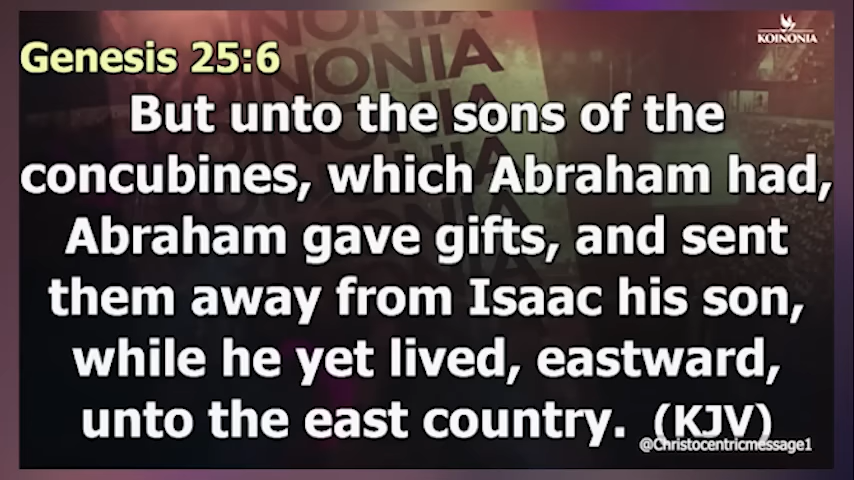 KOINONIA
Genesis 25:6
But unto the sons of the
concubines, which Abraham had,
Abraham gave gifts, and sent
them away from Isaac his son,
while he yet lived, eastward,
unto the east country. (KJV)
@Christocentricmessage1